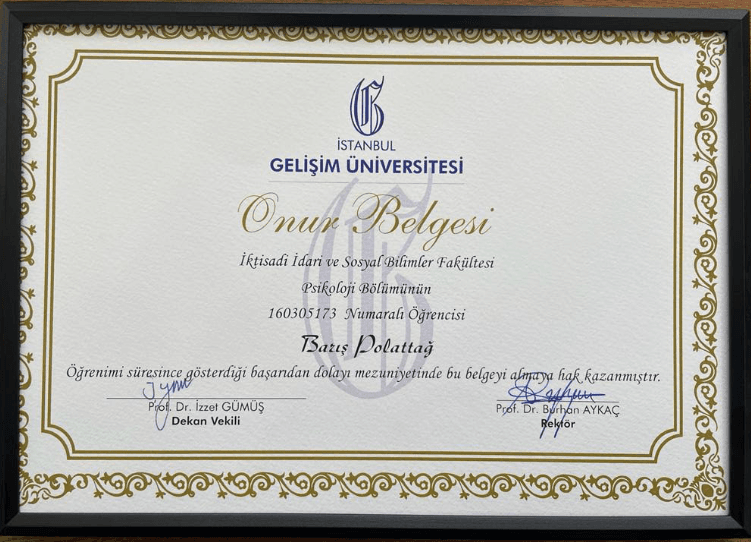 İSTANBUL
GELİŞİM ÜNİVERSİTESİ
Onur Belgesi
İktisadi İdari ve Sosyal Bilimler Fakültesi
Psikoloji Bölümünün
160305173 Numaralı Öğrencisi
Barış Polattağ
Öğrenimi süresince gösterdiği başarıdan dolayı mezuniyetinde bu belgeyi almaya hak kazanmıştır.
Prof. Dr. İzzet GÜMÜŞ
Dekan Vekili
Prof. Dr. Burhan AYKAÇ
Rektör